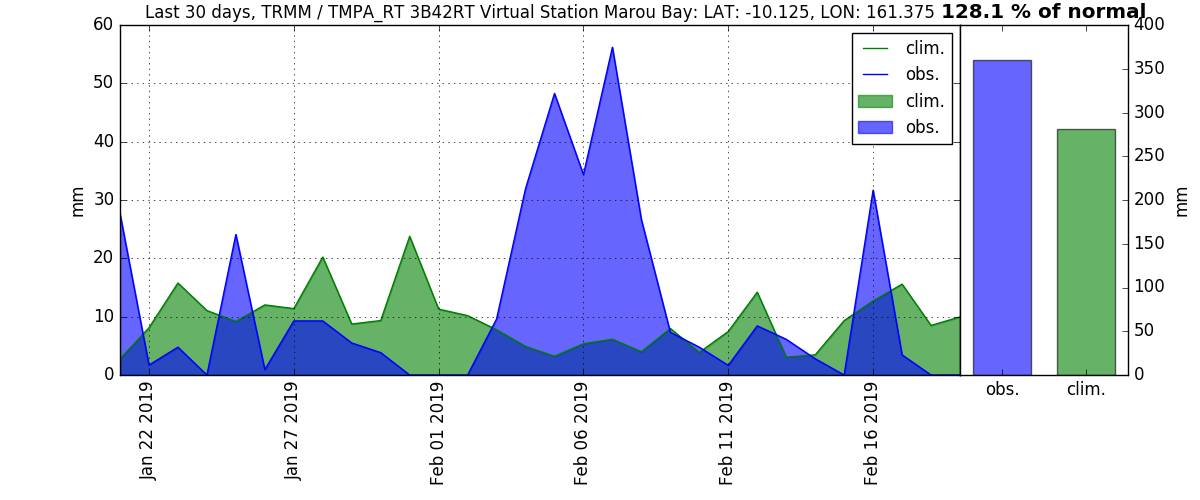 Last 30 days, TRMM / TMPA_RT 3B42RT Virtual Station Marou Bay: LAT: -10.125, LON: 161.375 128.1 % of normal
60
50
40
30
20
10
0
mm
clim.
obs.
clim.
obs.
Jan 22 2019
Jan 27 2019
Feb 01 2019
Feb 06 2019
Feb 11 2019
Feb 16 2019
400
350
300
250
200
150
100
50
0
mm
obs. clim.